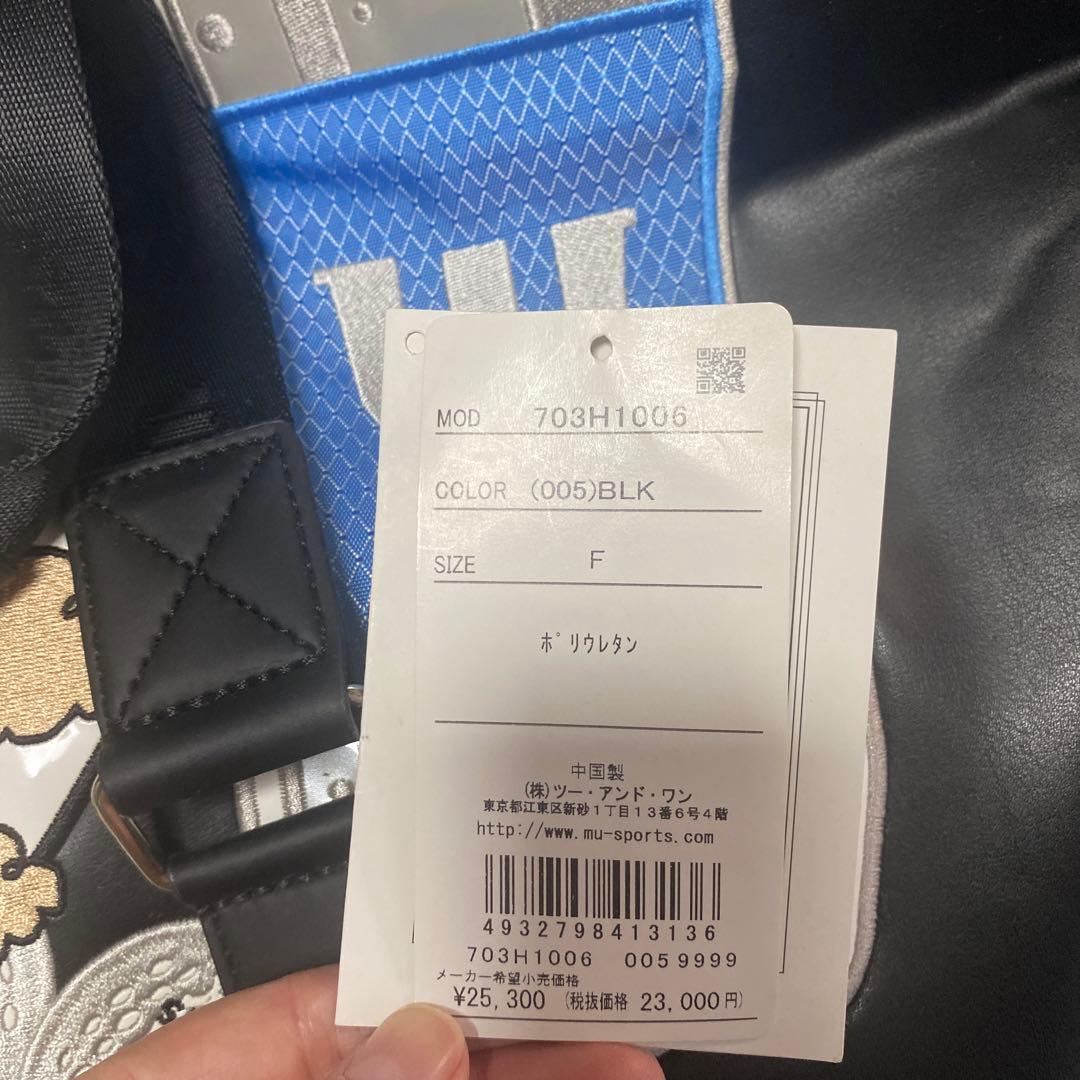 MOD 703H1006
COLOR (005)BLK
SIZE F
ﾎﾟﾘｳﾚﾀﾝ
中国製
(株)ツー・アンド・ワン
東京都江東区新砂1丁目13番6号4階
http://www.mu-sports.com
4932798413136
703H1006 0059999
メーカー希望小売価格
¥25,300 (税抜価格 23,000円)